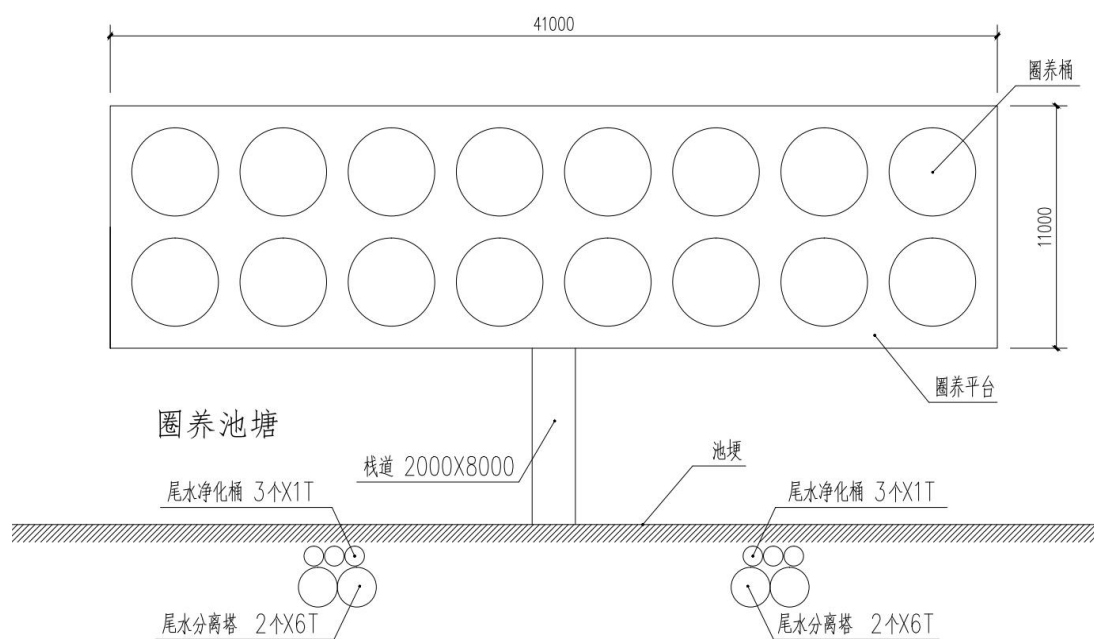 41000
圈养桶
11000
圈养平台
圈养池塘
栈道 2000X8000
池埂
尾水净化桶 3个X1T
尾水净化桶 3个X1T
尾水分离塔 2个X6T
尾水分离塔 2个X6T